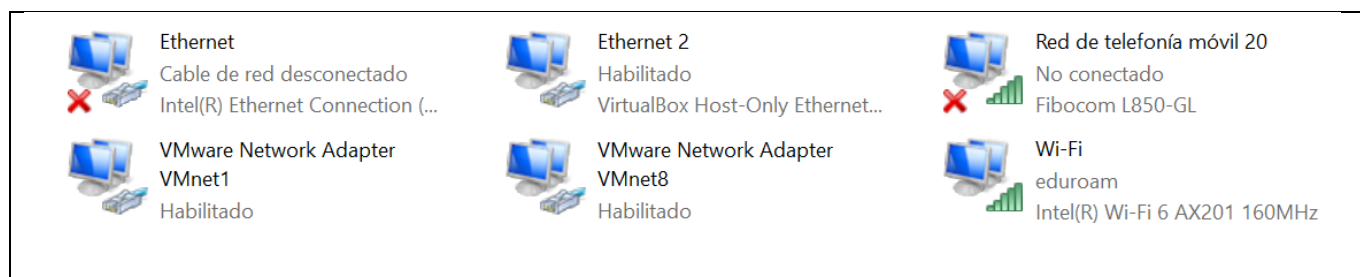 Ethernet
Cable de red desconectado
Intel(R) Ethernet Connection (...
Ethernet 2
Habilitado
VirtualBox Host-Only Ethernet...
Red de telefonía móvil 20
No conectado
Fibocom L850-GL
VMware Network Adapter
VMnet1
Habilitado
VMware Network Adapter
VMnet8
Habilitado
Wi-Fi
eduroam
Intel(R) Wi-Fi 6 AX201 160MHz